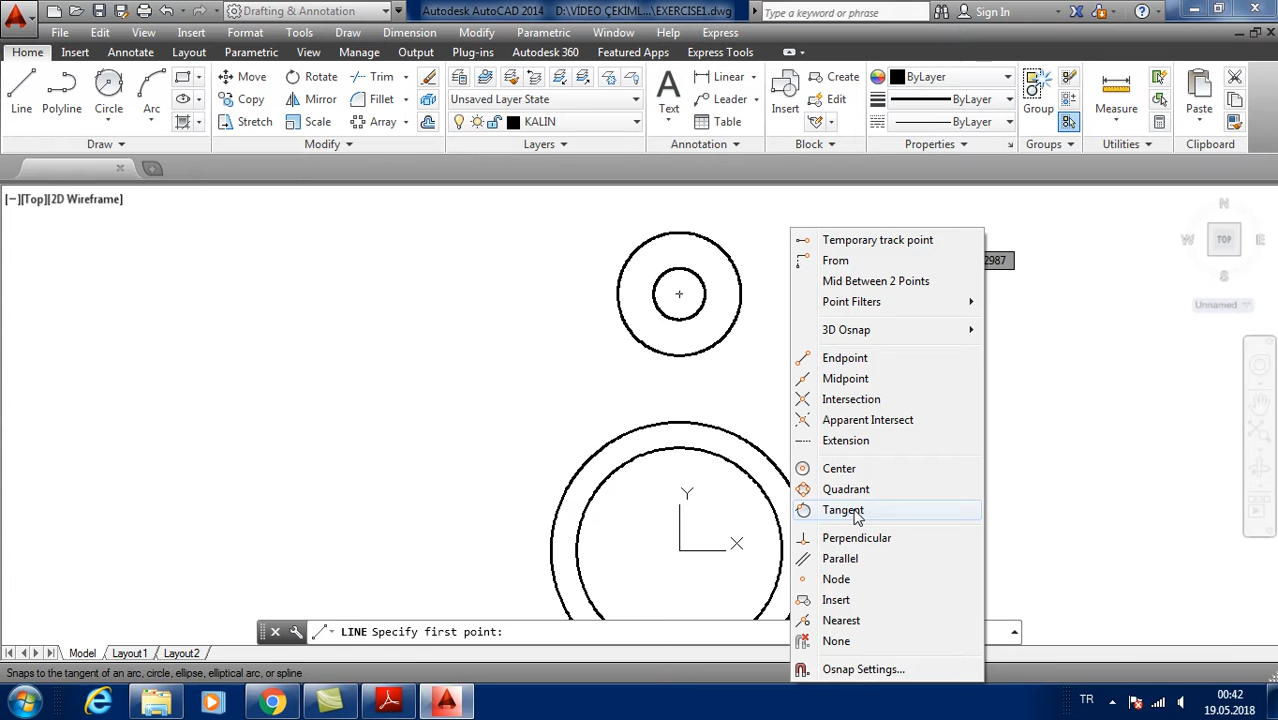 Drafting & Annotation
Autodesk AutoCAD 2014 D:\VİDEO ÇEKİML...\EXERCISE1.dwg
Type a keyword or phrase
Sign In
File Edit View Insert Format Tools Draw Dimension Modify Parametric Window Help Express
Home Insert Annotate Layout Parametric View Manage Output Plug-ins Autodesk 360 Featured Apps Express Tools
Line Polyline Circle Arc
Move Rotate Trim
Copy Mirror Fillet
Stretch Scale Array
Unsaved Layer State
KALIN
Text
Linear
Leader
Table
Insert
Create
Edit
ByLayer
ByLayer
ByLayer
Group
Measure
Paste
Draw Modify Layers Annotation Block Properties Groups Utilities Clipboard
[−][Top][2D Wireframe]
N
W TOP E
S
Unnamed
2987
Temporary track point
From
Mid Between 2 Points
Point Filters
3D Osnap
Endpoint
Midpoint
Intersection
Apparent Intersect
Extension
Center
Quadrant
Tangent
Perpendicular
Parallel
Node
Insert
Nearest
None
Osnap Settings...
Y
X
LINE Specify first point:
Model Layout1 Layout2
Snaps to the tangent of an arc, circle, ellipse, elliptical arc, or spline
TR
00:42
19.05.2018